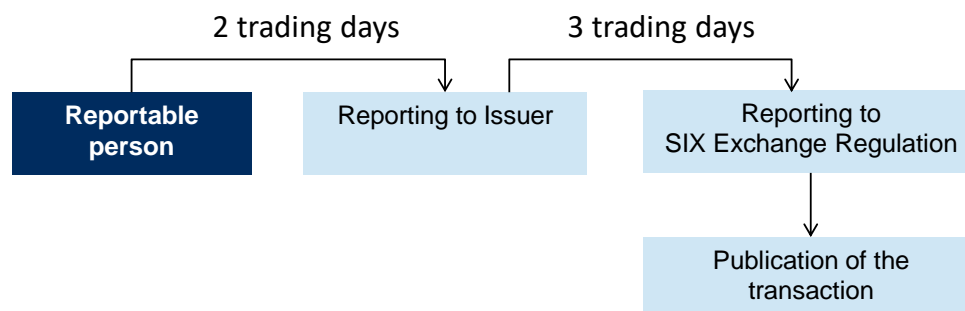 2 trading days
3 trading days
Reportable
person
Reporting to Issuer
Reporting to
SIX Exchange Regulation
Publication of the
transaction